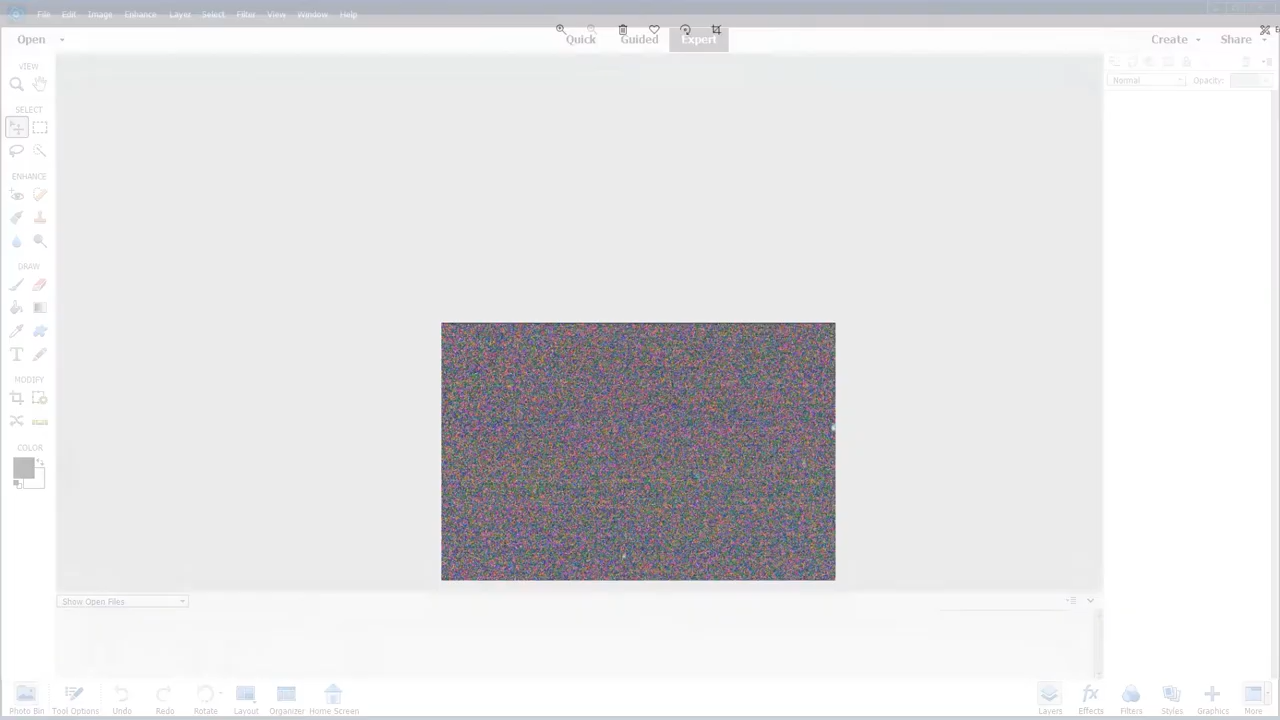 File Edit Image Enhance Layer Select Filter View Window Help
Open Quick Guided Expert Create Share
VIEW
Normal Opacity:
SELECT
ENHANCE
DRAW
MODIFY
COLOR
Show Open Files
Photo Bin Tool Options Undo Redo Rotate Layout Organizer Home Screen Layers Effects Filters Styles Graphics More